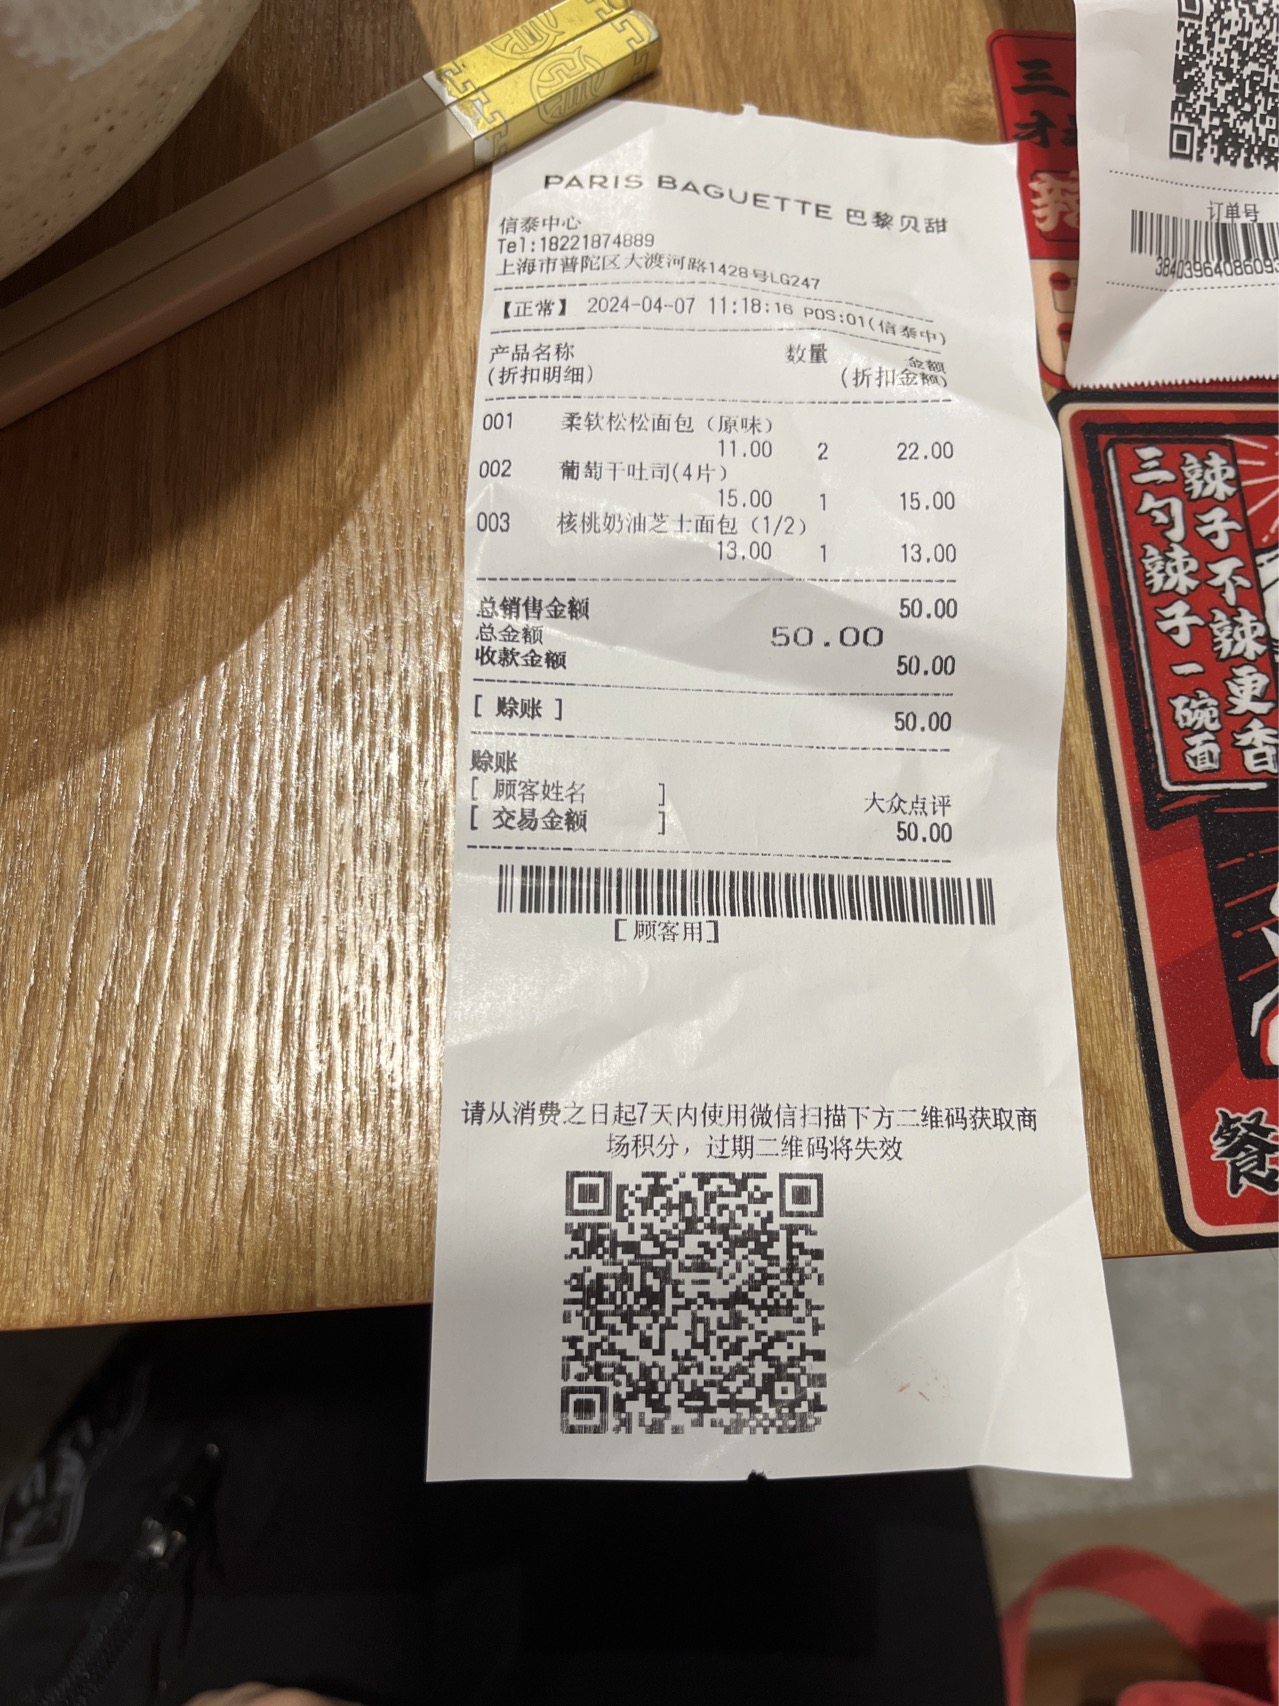 PARIS BAGUETTE 巴黎贝甜
信泰中心
Tel:18221874889
上海市普陀区大渡河路1428号LG247
【正常】 2024-04-07 11:18:16 POS:01(信泰中)
产品名称 数量 金额
(折扣明细) (折扣金额)
001 柔软松松面包（原味）
11.00 2 22.00
002 葡萄干吐司(4片)
15.00 1 15.00
003 核桃奶油芝士面包（1/2）
13.00 1 13.00
总销售金额 50.00
总金额 50.00
收款金额 50.00
[ 赊账 ] 50.00
赊账
[ 顾客姓名 ] 大众点评
[ 交易金额 ] 50.00
[顾客用]
请从消费之日起7天内使用微信扫描下方二维码获取商
场积分，过期二维码将失效
订单号
3840396408609
三
辣子不辣更香
三勺辣子一碗面
餐